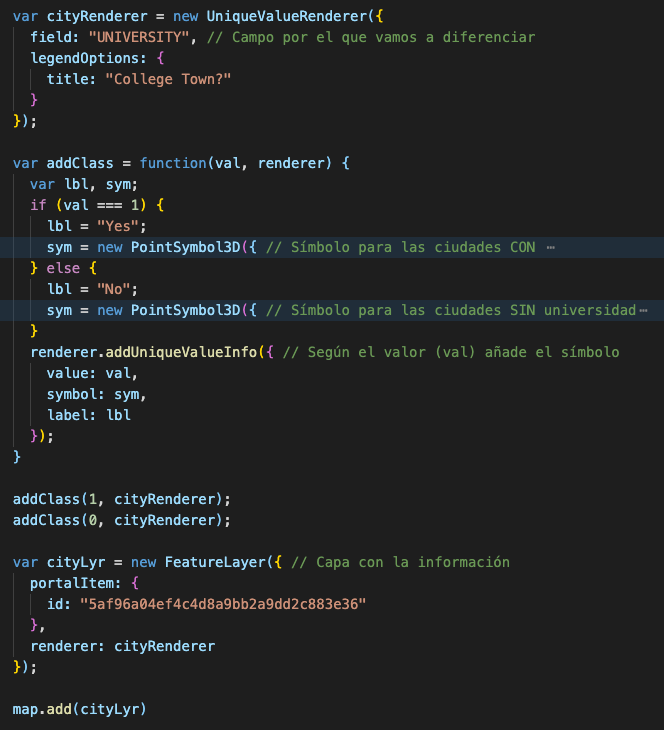 var cityRenderer = new UniqueValueRenderer({
  field: "UNIVERSITY", // Campo por el que vamos a diferenciar
  legendOptions: {
    title: "College Town?"
  }
});

var addClass = function(val, renderer) {
  var lbl, sym;
  if (val === 1) {
    lbl = "Yes";
    sym = new PointSymbol3D({ // Símbolo para las ciudades CON ⋯
  } else {
    lbl = "No";
    sym = new PointSymbol3D({ // Símbolo para las ciudades SIN universidad⋯
  }
  renderer.addUniqueValueInfo({ // Según el valor (val) añade el símbolo
    value: val,
    symbol: sym,
    label: lbl
  });
}

addClass(1, cityRenderer);
addClass(0, cityRenderer);

var cityLyr = new FeatureLayer({ // Capa con la información
  portalItem: {
    id: "5af96a04ef4c4d8a9bb2a9dd2c883e36"
  },
  renderer: cityRenderer
});

map.add(cityLyr)